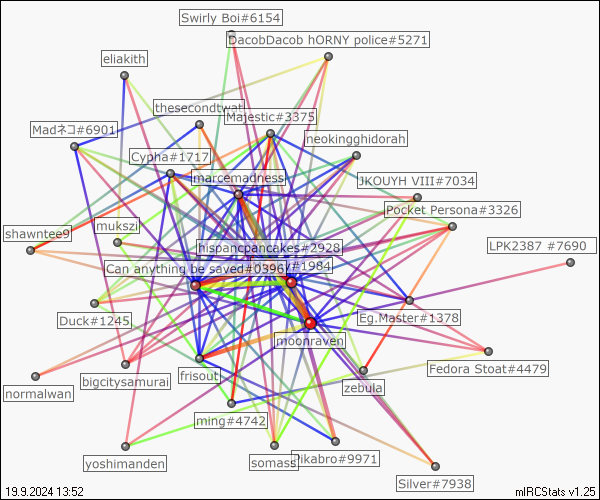 Swirly Boi#6154
DacobDacob hORNY police#5271
eliakith
thesecondtwat
Majestic#3375
Madネコ#6901
neokingghidorah
Cypha#1717
marcemadness
JKOUYH VIII#7034
Pocket Persona#3326
mukszi
shawntee9
LPK2387 #7690
hispanicpancakes#2928
Can anything be saved#0396
#1984
Duck#1245
Eg.Master#1378
moonraven
Fedora Stoat#4479
frisout
bigcitysamurai
normalwan
zebula
ming#4742
yoshimanden
somass
Pikabro#9971
Silver#7938
19.9.2024 13:52
mIRCStats v1.25